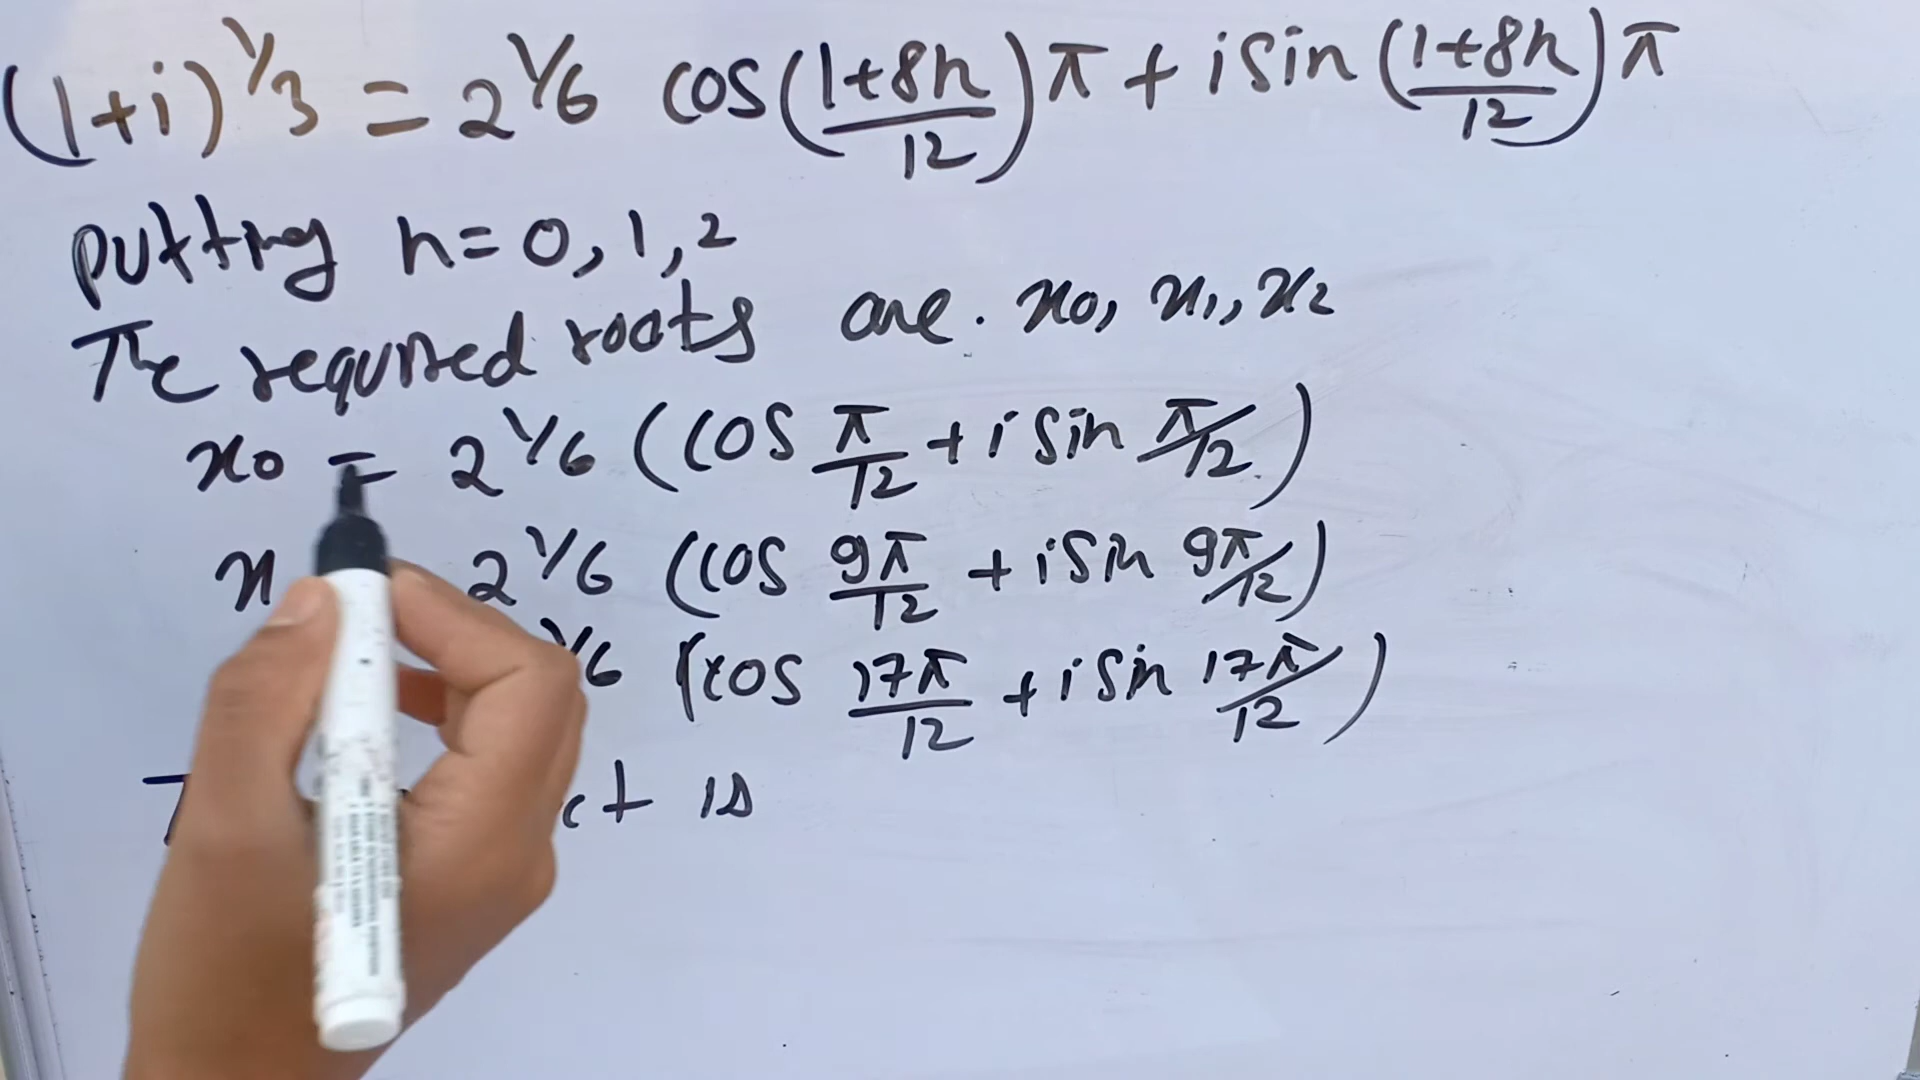 (1+i)^1/3 = 2^1/6 cos(1+8n/12)π + i sin(1+8n/12)π
putting n=0,1,2
The required roots are. x0, x1, x2
x0 = 2^1/6 (cos π/12 + i sin π/12)
x 2^1/6 (cos 9π/12 + i sin 9π/12)
1/6 (cos 17π/12 + i sin 17π/12)
is